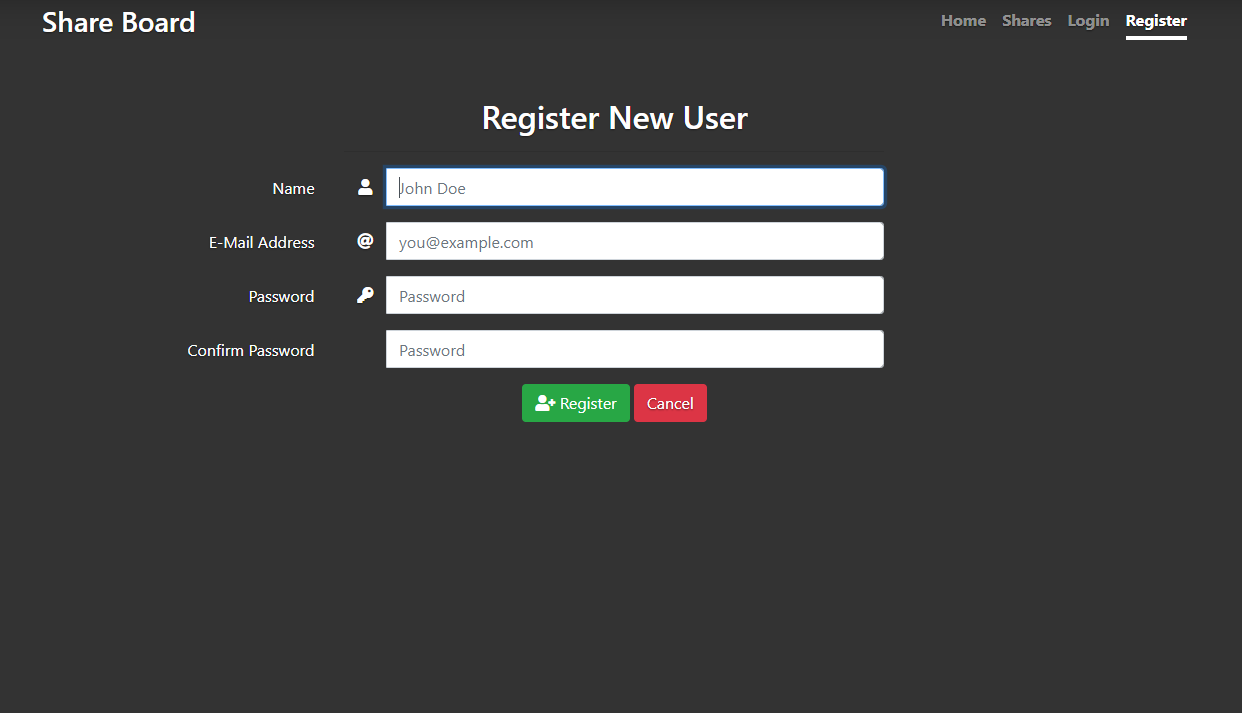 Share Board
Home Shares Login Register
Register New User
Name John Doe
E-Mail Address you@example.com
Password Password
Confirm Password Password
Register Cancel